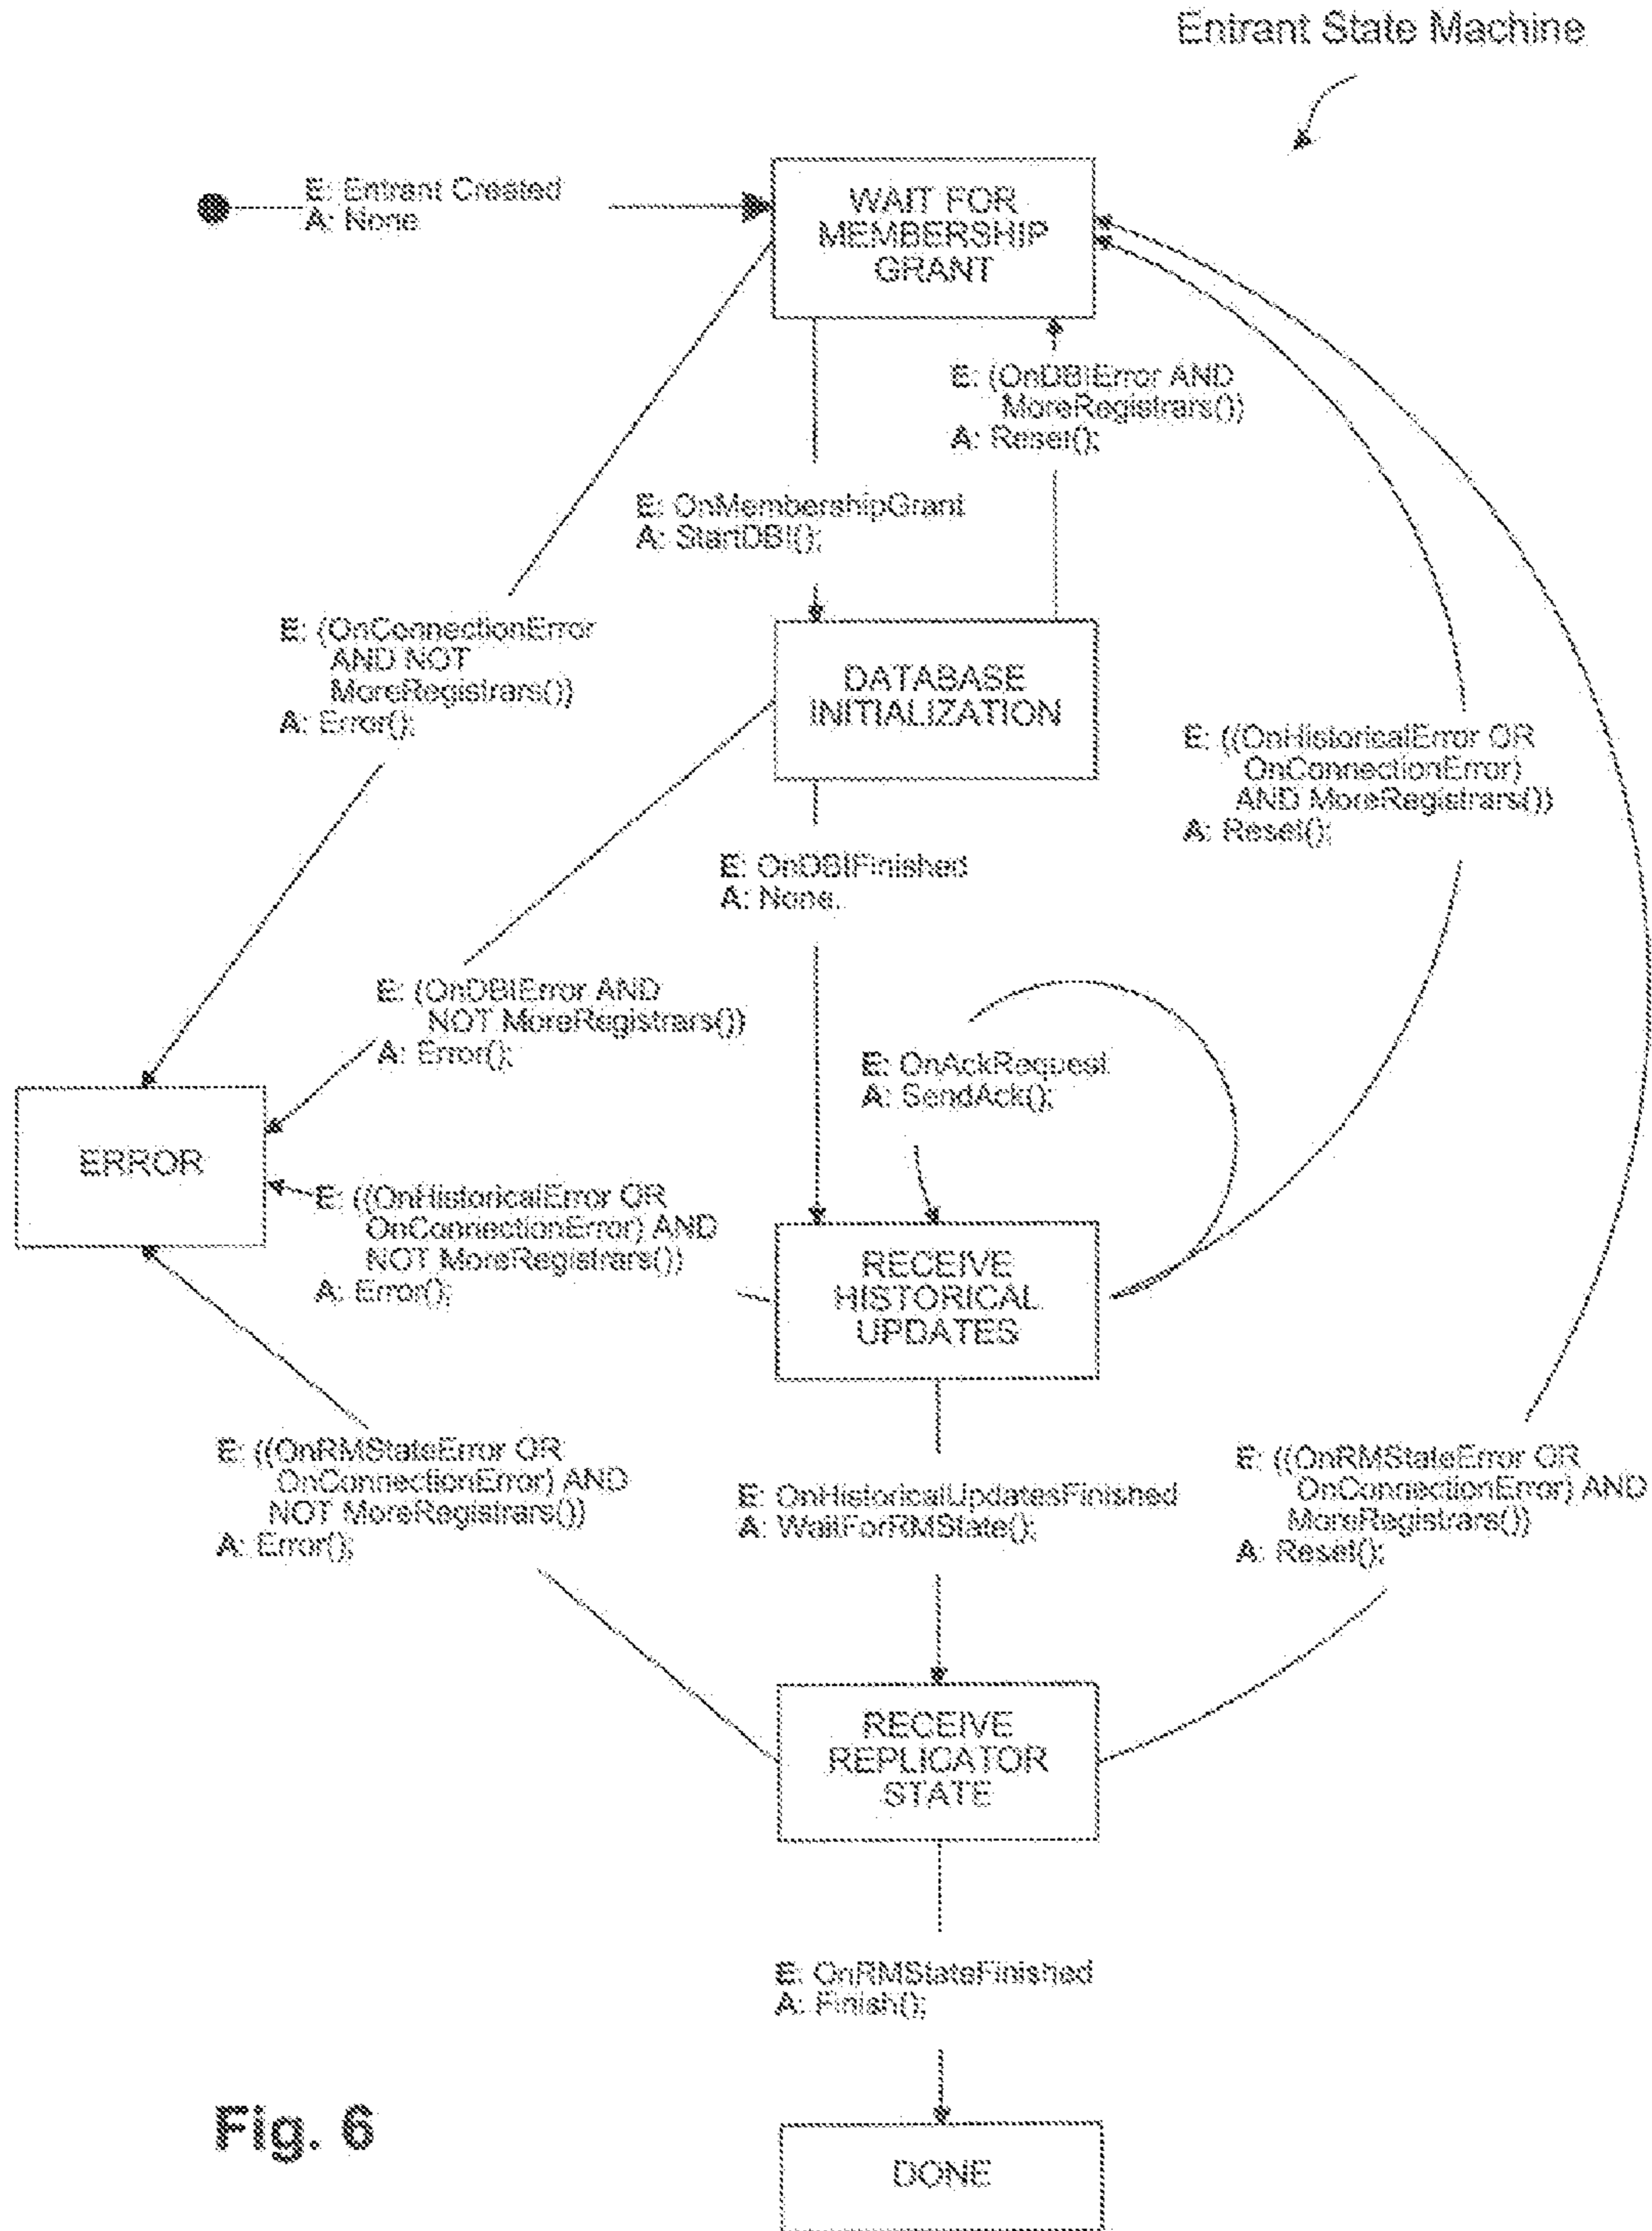 Entrant State Machine
E: Entrant Created
A: None
WAIT FOR
MEMBERSHIP
GRANT
E: (OnDBIError AND
MoreRegistrars())
A: Reset();
E: OnMembershipGrant
A: StartDBI();
E: (OnConnectionError
AND NOT
MoreRegistrars())
A: Error();
DATABASE
INITIALIZATION
E: ((OnHistoricalError OR
OnConnectionError)
AND MoreRegistrars())
A: Reset();
E: OnDBIFinished
A: None.
E: (OnDBIError AND
NOT MoreRegistrars())
A: Error();
E: OnAckRequest
A: SendAck();
ERROR
E: ((OnHistoricalError OR
OnConnectionError) AND
NOT MoreRegistrars())
A: Error();
RECEIVE
HISTORICAL
UPDATES
E: ((OnRMStateError OR
OnConnectionError) AND
NOT MoreRegistrars())
A: Error();
E: OnHistoricalUpdatesFinished
A: WaitForRMState();
E: ((OnRMStateError OR
OnConnectionError) AND
MoreRegistrars())
A: Reset();
RECEIVE
REPLICATOR
STATE
E: OnRMStateFinished
A: Finish();
Fig. 6
DONE